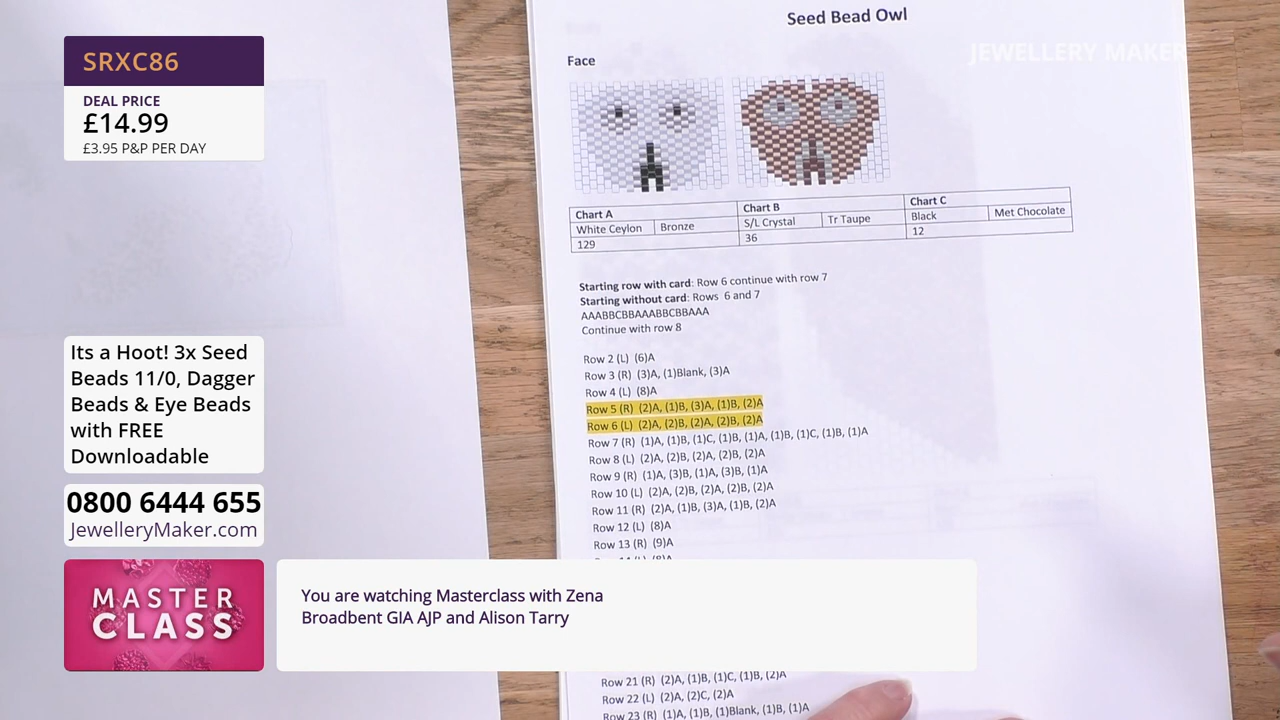 SRXC86
DEAL PRICE
£14.99
£3.95 P&P PER DAY
Its a Hoot! 3x Seed
Beads 11/0, Dagger
Beads & Eye Beads
with FREE
Downloadable
0800 6444 655
JewelleryMaker.com
MASTER
CLASS
You are watching Masterclass with Zena
Broadbent GIA AJP and Alison Tarry
JEWELLERY MAKER
Seed Bead Owl
Face
Chart A Chart B Chart C
White Ceylon Bronze S/L Crystal Tr Taupe Black Met Chocolate
129 36 12
Starting row with card: Row 6 continue with row 7
Starting without card: Rows 6 and 7
AAABBCBBAAABBCBBAAA
Continue with row 8
Row 2 (L) (6)A
Row 3 (R) (3)A, (1)Blank, (3)A
Row 4 (L) (8)A
Row 5 (R) (2)A, (1)B, (3)A, (1)B, (2)A
Row 6 (L) (2)A, (2)B, (2)A, (2)B, (2)A
Row 7 (R) (1)A, (1)B, (1)C, (1)B, (1)A, (1)B, (1)C, (1)B, (1)A
Row 8 (L) (2)A, (2)B, (2)A, (2)B, (2)A
Row 9 (R) (1)A, (3)B, (1)A, (3)B, (1)A
Row 10 (L) (2)A, (2)B, (2)A, (2)B, (2)A
Row 11 (R) (2)A, (1)B, (3)A, (1)B, (2)A
Row 12 (L) (8)A
Row 13 (R) (9)A
Row 21 (R) (2)A, (1)B, (1)C, (1)B, (2)A
Row 22 (L) (2)A, (2)C, (2)A
Row 23 (R) (1)A, (1)B, (1)Blank, (1)B, (1)A